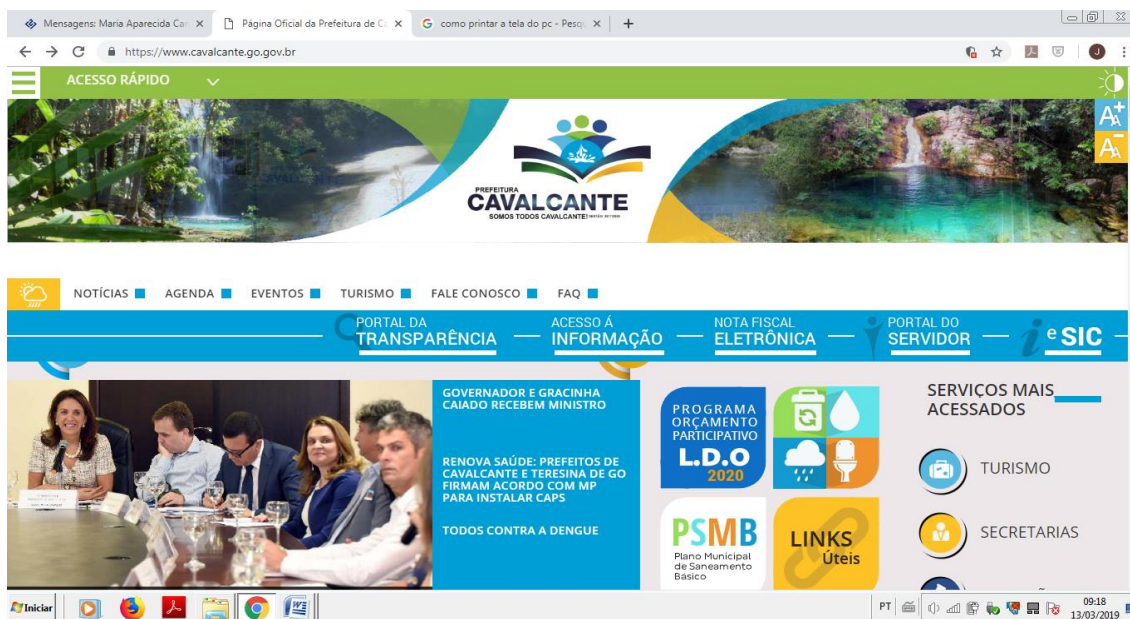 Mensagens: Maria Aparecida Car
Página Oficial da Prefeitura de C
como printar a tela do pc - Pesq
https://www.cavalcante.go.gov.br
J
ACESSO RÁPIDO
A+
A-
PREFEITURA
CAVALCANTE
SOMOS TODOS CAVALCANTE!
NOTÍCIAS
AGENDA
EVENTOS
TURISMO
FALE CONOSCO
FAQ
PORTAL DA
TRANSPARÊNCIA
ACESSO Á
INFORMAÇÃO
NOTA FISCAL
ELETRÔNICA
PORTAL DO
SERVIDOR
e SIC
GOVERNADOR E GRACINHA
CAIADO RECEBEM MINISTRO
RENOVA SAÚDE: PREFEITOS DE
CAVALCANTE E TERESINA DE GO
FIRMAM ACORDO COM MP
PARA INSTALAR CAPS
TODOS CONTRA A DENGUE
PROGRAMA
ORÇAMENTO
PARTICIPATIVO
L.D.O
2020
PSMB
Plano Municipal
de Saneamento
Básico
LINKS
Úteis
SERVIÇOS MAIS
ACESSADOS
TURISMO
SECRETARIAS
Iniciar
PT
09:18
13/03/2019